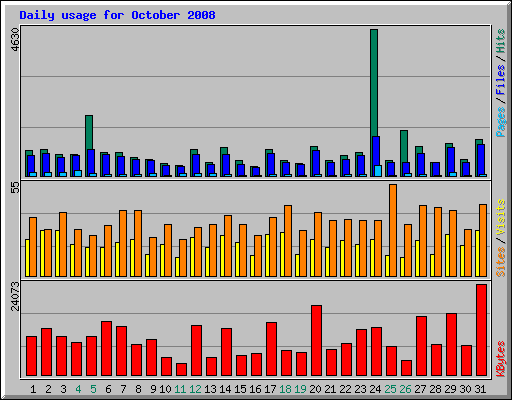 Daily usage for October 2008
4630
Pages / Files / Hits
55
Sites / Visits
24073
KBytes
1 2 3 4 5 6 7 8 9 10 11 12 13 14 15 16 17 18 19 20 21 22 23 24 25 26 27 28 29 30 31